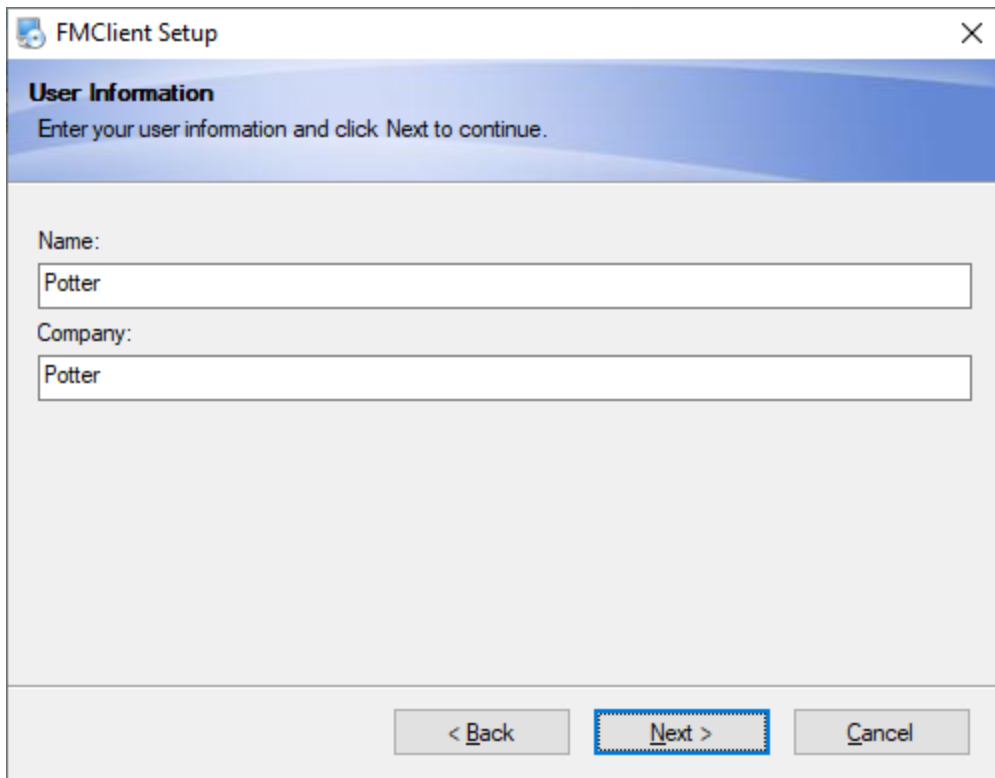 FMClient Setup
User Information
Enter your user information and click Next to continue.
Name:
Potter
Company:
Potter
< Back
Next >
Cancel